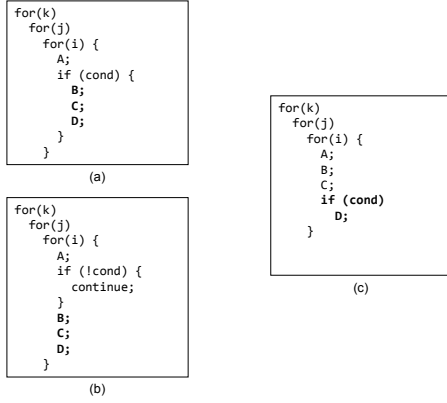 for(k)
  for(j)
    for(i) {
      A;
      if (cond) {
        B;
        C;
        D;
      }
    }
(a)
for(k)
  for(j)
    for(i) {
      A;
      if (!cond) {
        continue;
      }
      B;
      C;
      D;
    }
(b)
for(k)
  for(j)
    for(i) {
      A;
      B;
      C;
      if (cond)
        D;
    }
(c)